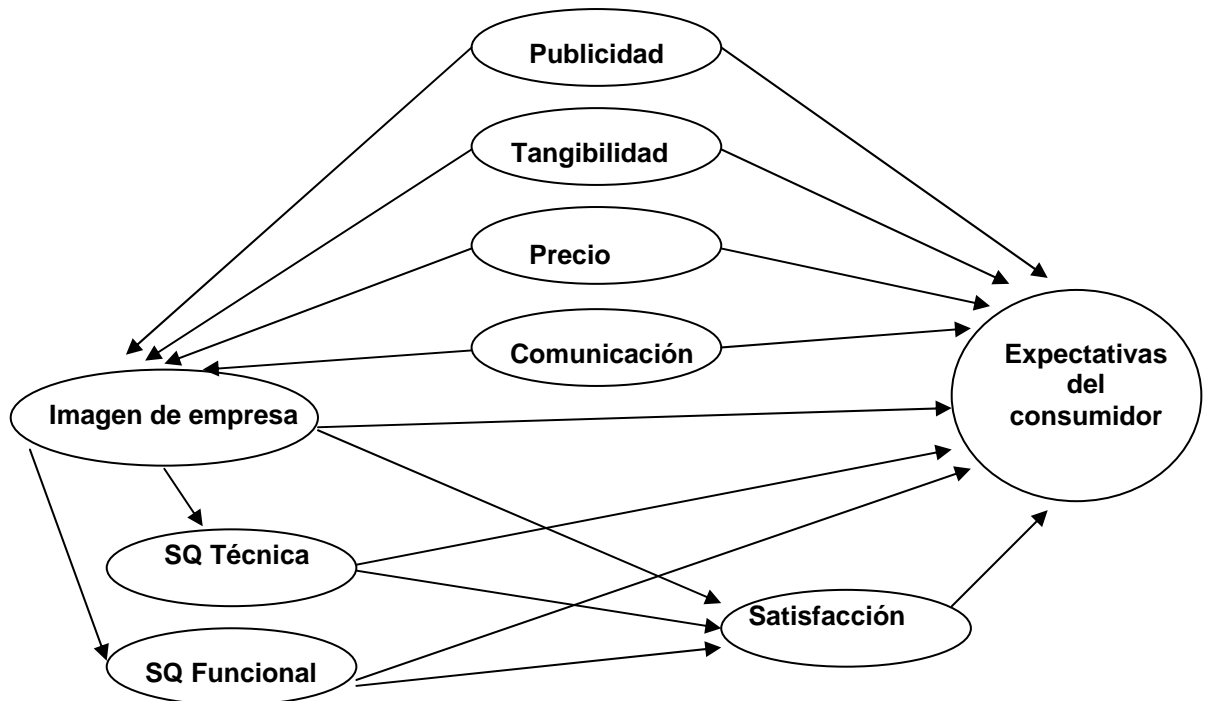 Publicidad
Tangibilidad
Precio
Comunicación
Expectativas
del
consumidor
Imagen de empresa
SQ Técnica
Satisfacción
SQ Funcional